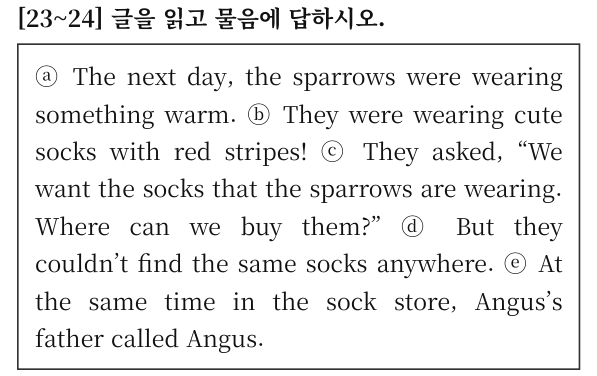 [23~24] 글을 읽고 물음에 답하시오.
ⓐ The next day, the sparrows were wearing
something warm. ⓑ They were wearing cute
socks with red stripes! ⓒ They asked, “We
want the socks that the sparrows are wearing.
Where can we buy them?” ⓓ But they
couldn’t find the same socks anywhere. ⓔ At
the same time in the sock store, Angus’s
father called Angus.